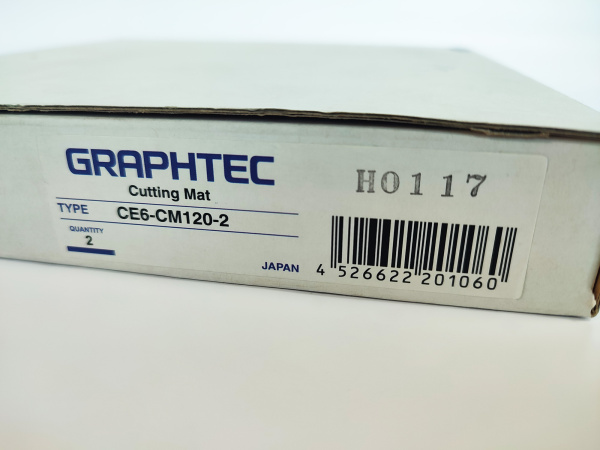 GRAPHTEC
Cutting Mat
TYPE CE6-CM120-2
QUANTITY
2
JAPAN
H0117
4 526622 201060